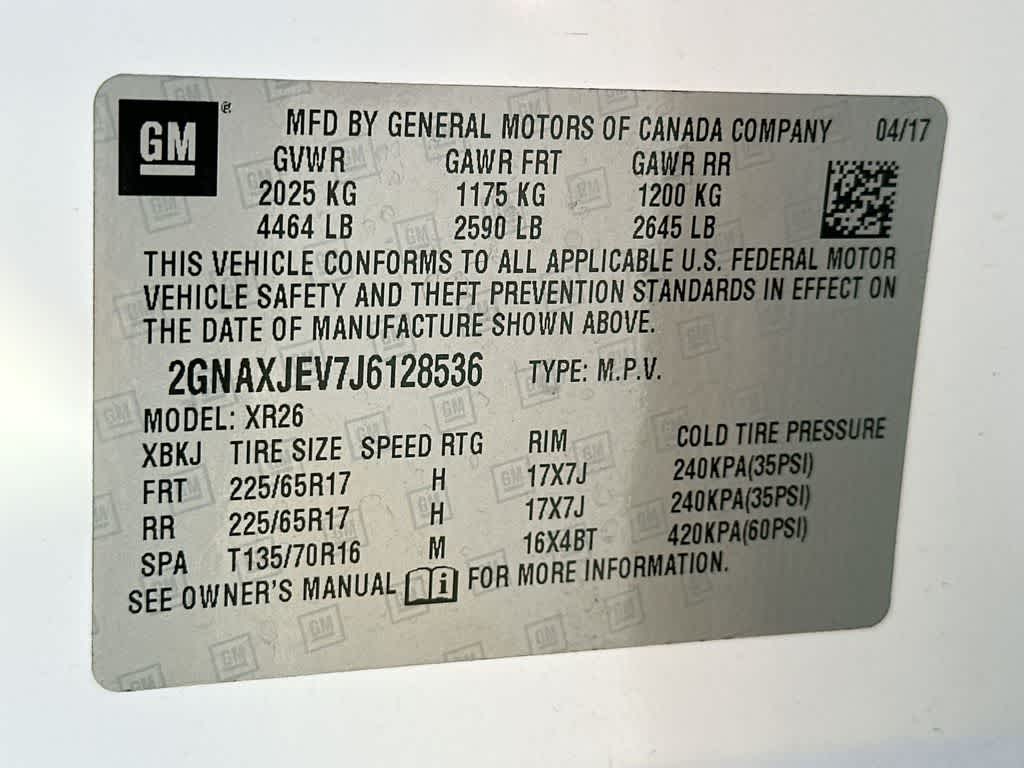 GM ® MFD BY GENERAL MOTORS OF CANADA COMPANY 04/17
GVWR GAWR FRT GAWR RR
2025 KG 1175 KG 1200 KG
4464 LB 2590 LB 2645 LB
THIS VEHICLE CONFORMS TO ALL APPLICABLE U.S. FEDERAL MOTOR
VEHICLE SAFETY AND THEFT PREVENTION STANDARDS IN EFFECT ON
THE DATE OF MANUFACTURE SHOWN ABOVE.
2GNAXJEV7J6128536 TYPE: M.P.V.
MODEL: XR26
XBKJ TIRE SIZE SPEED RTG RIM COLD TIRE PRESSURE
FRT 225/65R17 H 17X7J 240KPA(35PSI)
RR 225/65R17 H 17X7J 240KPA(35PSI)
SPA T135/70R16 M 16X4BT 420KPA(60PSI)
SEE OWNER'S MANUAL i FOR MORE INFORMATION.